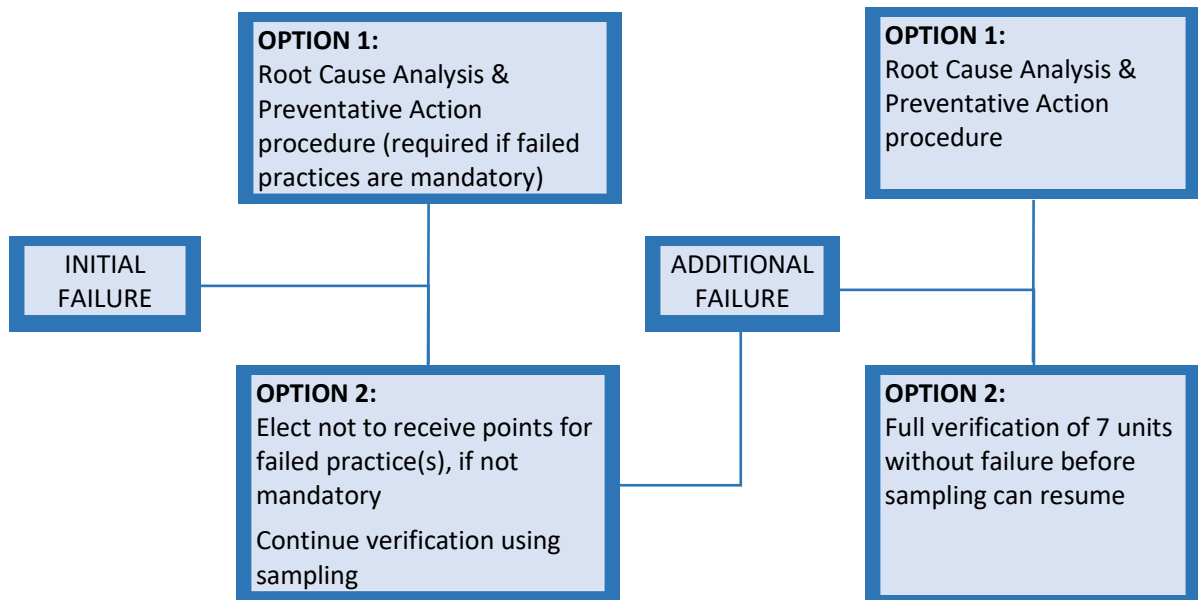 OPTION 1:
Root Cause Analysis &
Preventative Action
procedure (required if failed
practices are mandatory)
INITIAL
FAILURE
OPTION 2:
Elect not to receive points for
failed practice(s), if not
mandatory
Continue verification using
sampling
ADDITIONAL
FAILURE
OPTION 1:
Root Cause Analysis &
Preventative Action
procedure
OPTION 2:
Full verification of 7 units
without failure before
sampling can resume